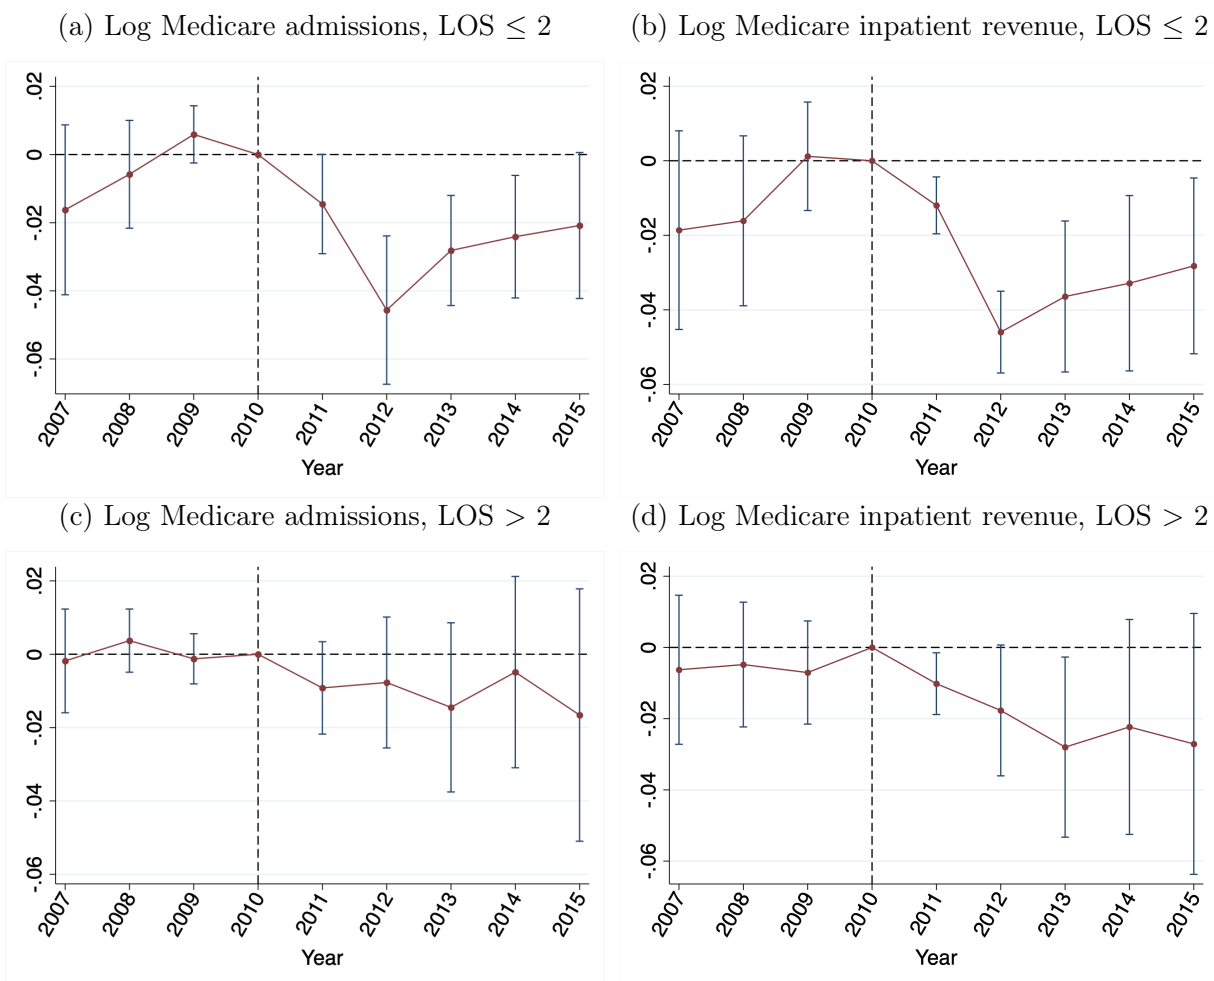 (a) Log Medicare admissions, LOS ≤ 2
.02
0
-.02
-.04
-.06
2007 2008 2009 2010 2011 2012 2013 2014 2015
Year
(b) Log Medicare inpatient revenue, LOS ≤ 2
.02
0
-.02
-.04
-.06
2007 2008 2009 2010 2011 2012 2013 2014 2015
Year
(c) Log Medicare admissions, LOS > 2
.02
0
-.02
-.04
-.06
2007 2008 2009 2010 2011 2012 2013 2014 2015
Year
(d) Log Medicare inpatient revenue, LOS > 2
.02
0
-.02
-.04
-.06
2007 2008 2009 2010 2011 2012 2013 2014 2015
Year